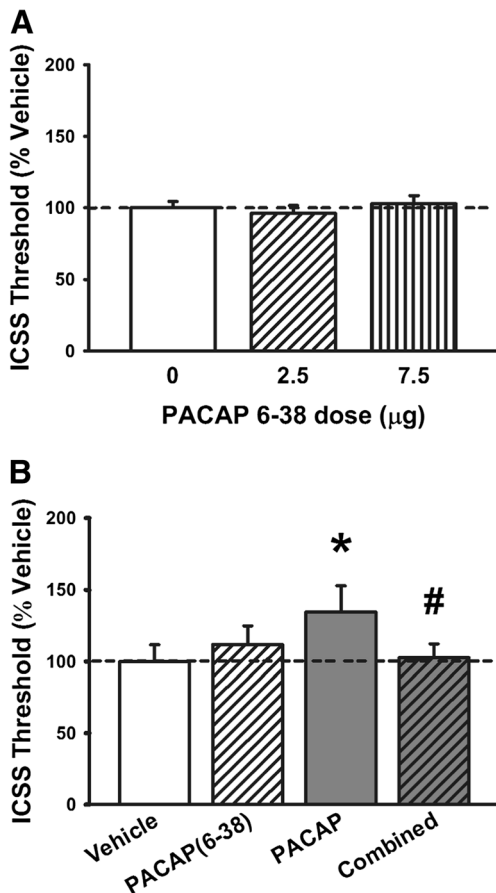 A
ICSS Threshold (% Vehicle)
200
150
100
50
0
0 2.5 7.5
PACAP 6-38 dose (μg)
B
ICSS Threshold (% Vehicle)
200
150
100
50
0
*
#
Vehicle PACAP(6-38) PACAP Combined